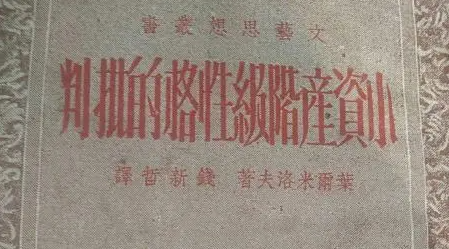 文藝思想叢書
小資產階級性格的批判
葉爾米洛夫著 錢新哲譯